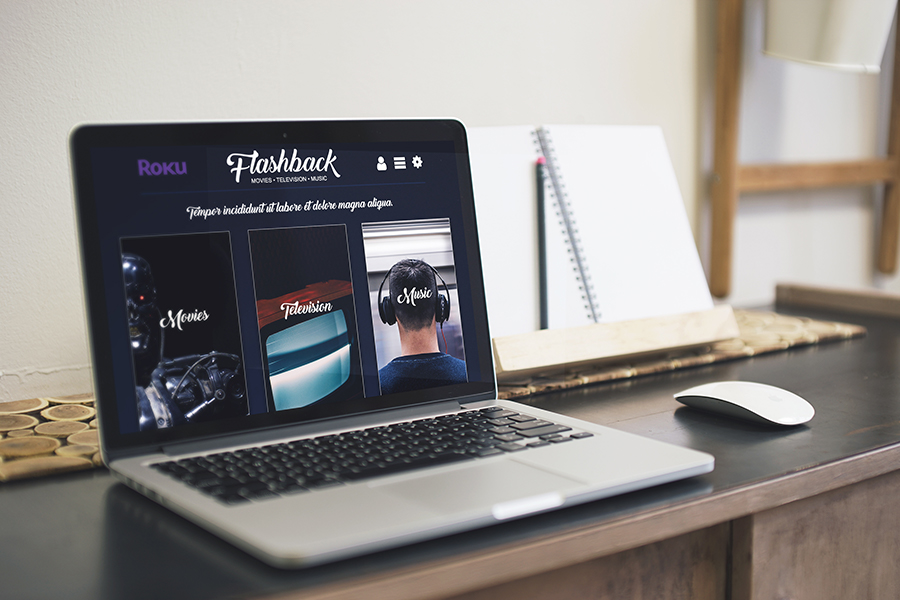 ROKU
Flashback
MOVIES • TELEVISION • MUSIC
Tempor incididunt ut labore et dolore magna aliqua.
Movies
Television
Music